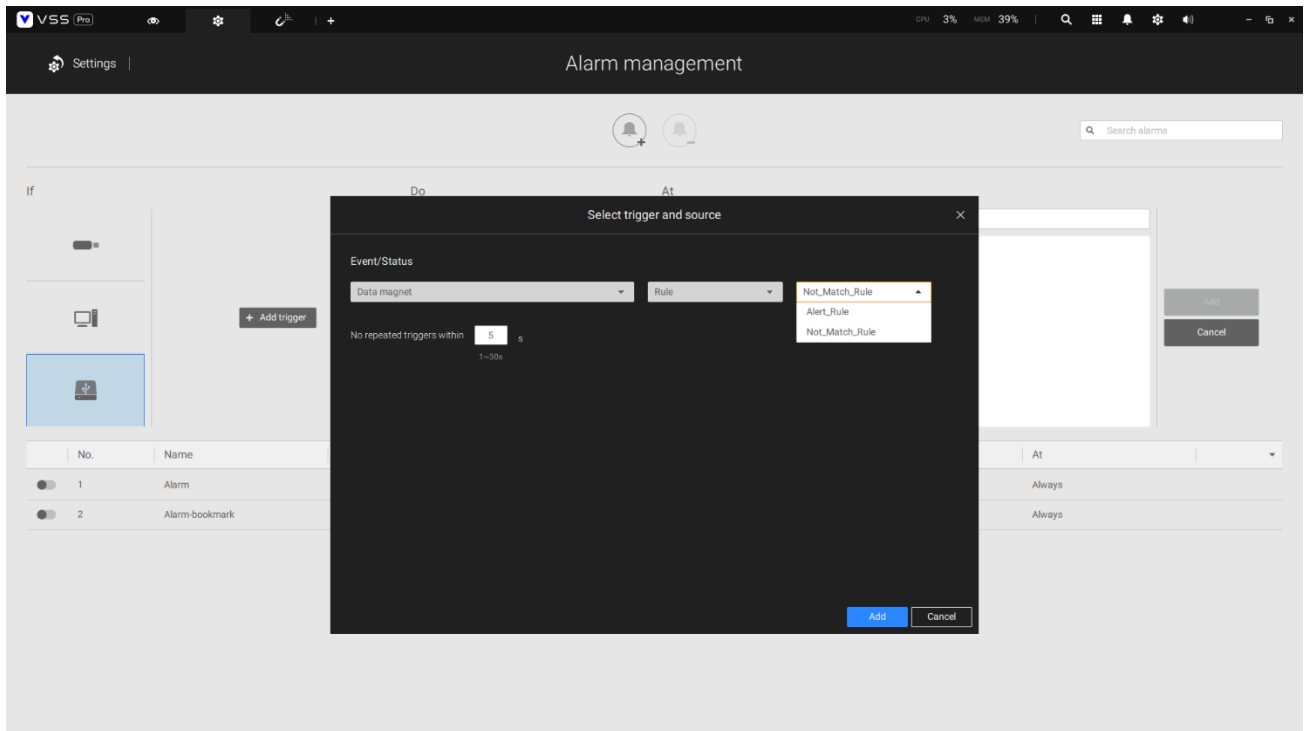 VSS Pro + CPU 3% MEM 39%
Settings Alarm management
Search alarms
If Do At
Select trigger and source
Event/Status
Data magnet Rule Not_Match_Rule
Alert_Rule
Not_Match_Rule
+ Add trigger
No repeated triggers within 5 s
1~30s
Add
Cancel
No. Name At
1 Alarm Always
2 Alarm-bookmark Always
Add Cancel